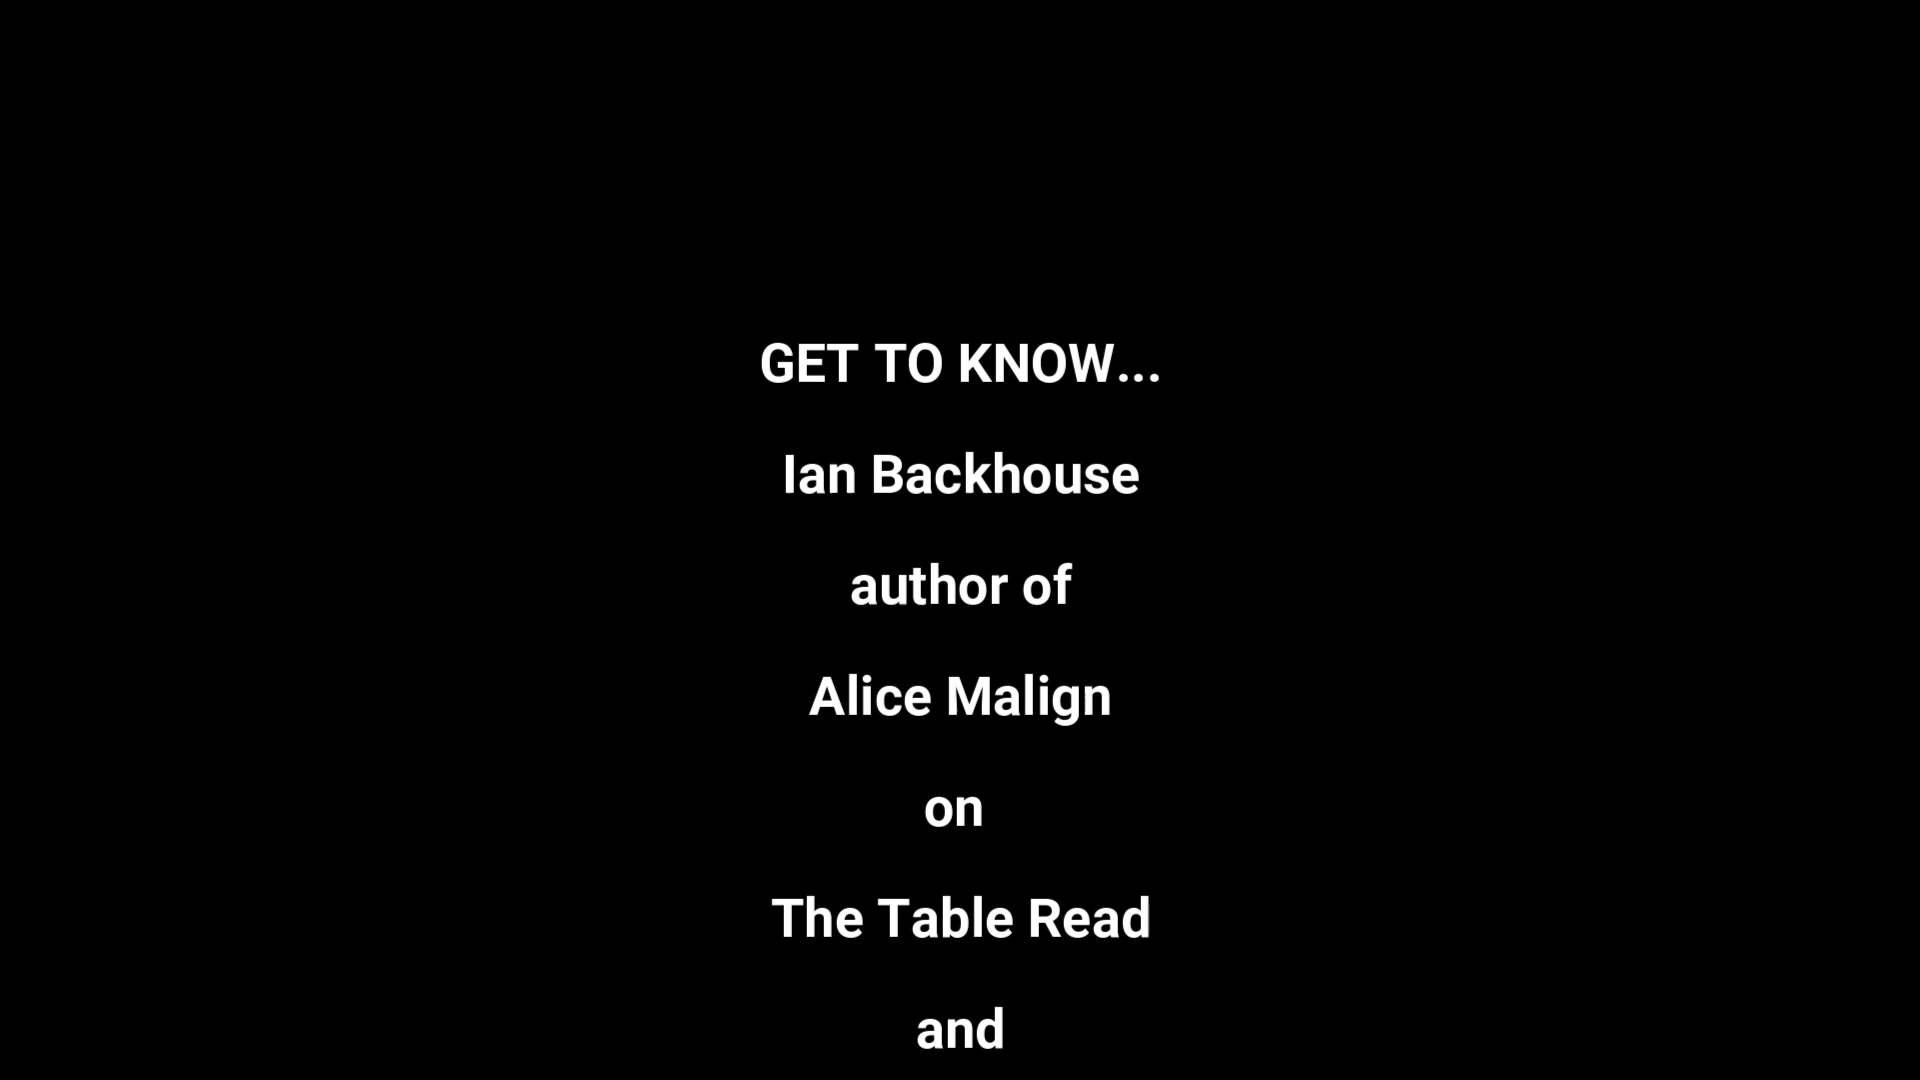 GET TO KNOW...
Ian Backhouse
author of
Alice Malign
on
The Table Read
and